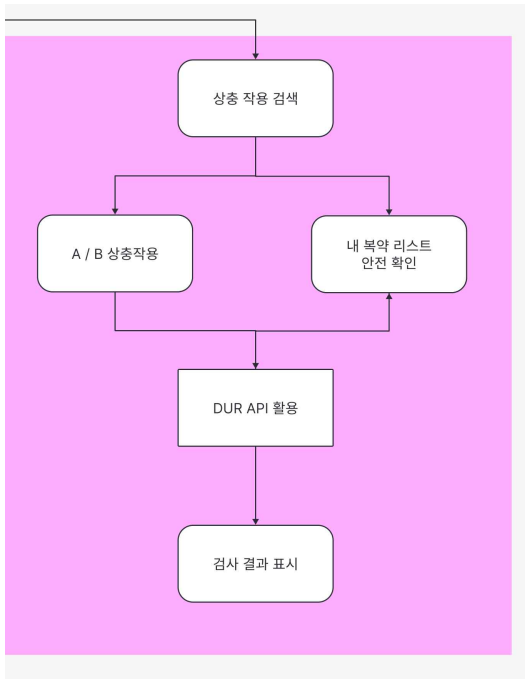 상충 작용 검색
A / B 상충작용
내 복약 리스트
안전 확인
DUR API 활용
검사 결과 표시